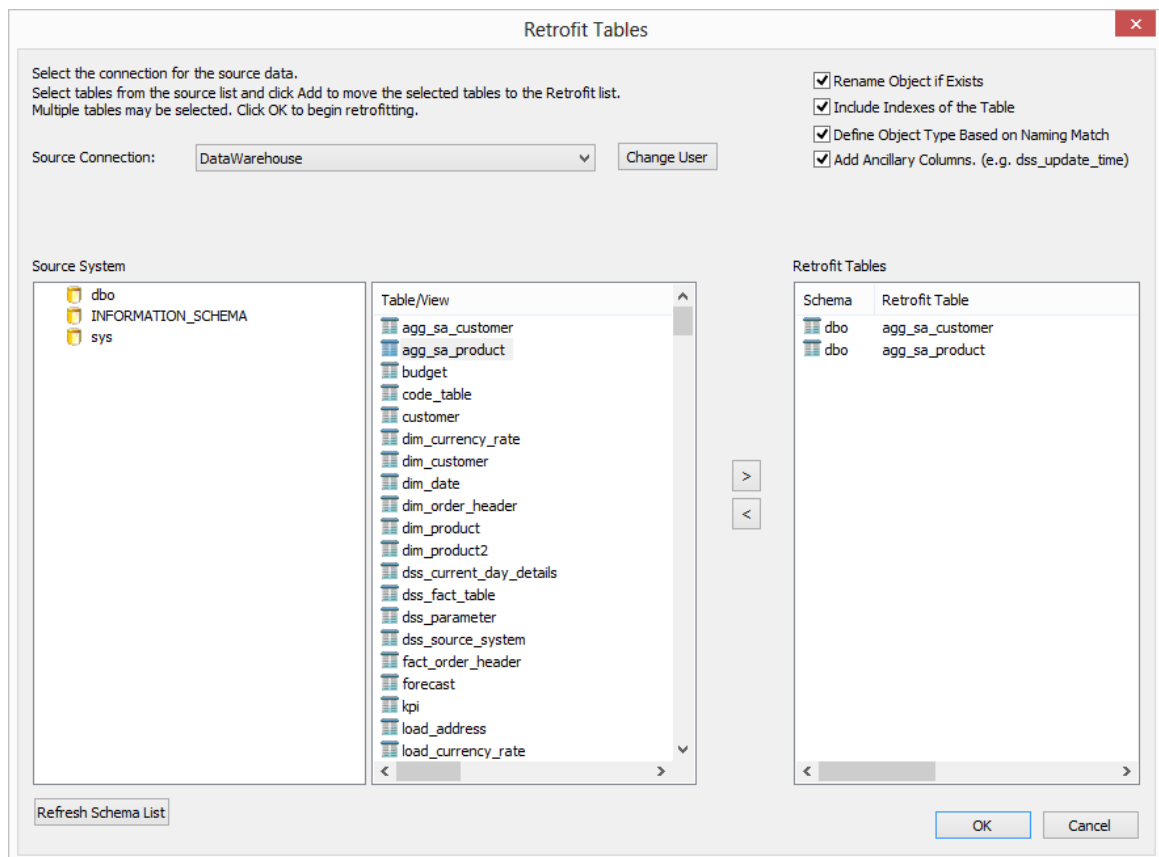 Retrofit Tables
Select the connection for the source data.
Select tables from the source list and click Add to move the selected tables to the Retrofit list.
Multiple tables may be selected. Click OK to begin retrofitting.
Rename Object if Exists
Include Indexes of the Table
Define Object Type Based on Naming Match
Add Ancillary Columns. (e.g. dss_update_time)
Source Connection:
DataWarehouse
Change User
Source System
dbo
INFORMATION_SCHEMA
sys
Table/View
agg_sa_customer
agg_sa_product
budget
code_table
customer
dim_currency_rate
dim_customer
dim_date
dim_order_header
dim_product
dim_product2
dss_current_day_details
dss_fact_table
dss_parameter
dss_source_system
fact_order_header
forecast
kpi
load_address
load_currency_rate
>
<
Retrofit Tables
Schema Retrofit Table
dbo agg_sa_customer
dbo agg_sa_product
Refresh Schema List
OK
Cancel